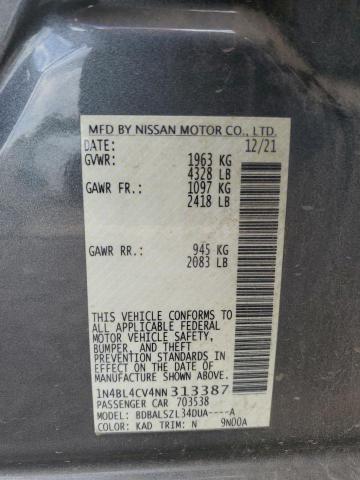 MFD BY NISSAN MOTOR CO., LTD.
DATE: 12/21
GVWR: 1963 KG
4328 LB
GAWR FR.: 1097 KG
2418 LB
GAWR RR.: 945 KG
2083 LB
THIS VEHICLE CONFORMS TO
ALL APPLICABLE FEDERAL
MOTOR VEHICLE SAFETY,
BUMPER, AND THEFT
PREVENTION STANDARDS IN
EFFECT ON THE DATE OF
MANUFACTURE SHOWN ABOVE.
1N4BL4CV4NN313387
PASSENGER CAR 703538
MODEL: BDBALSZL34DUA----A
COLOR: KAD TRIM: N 9N00A